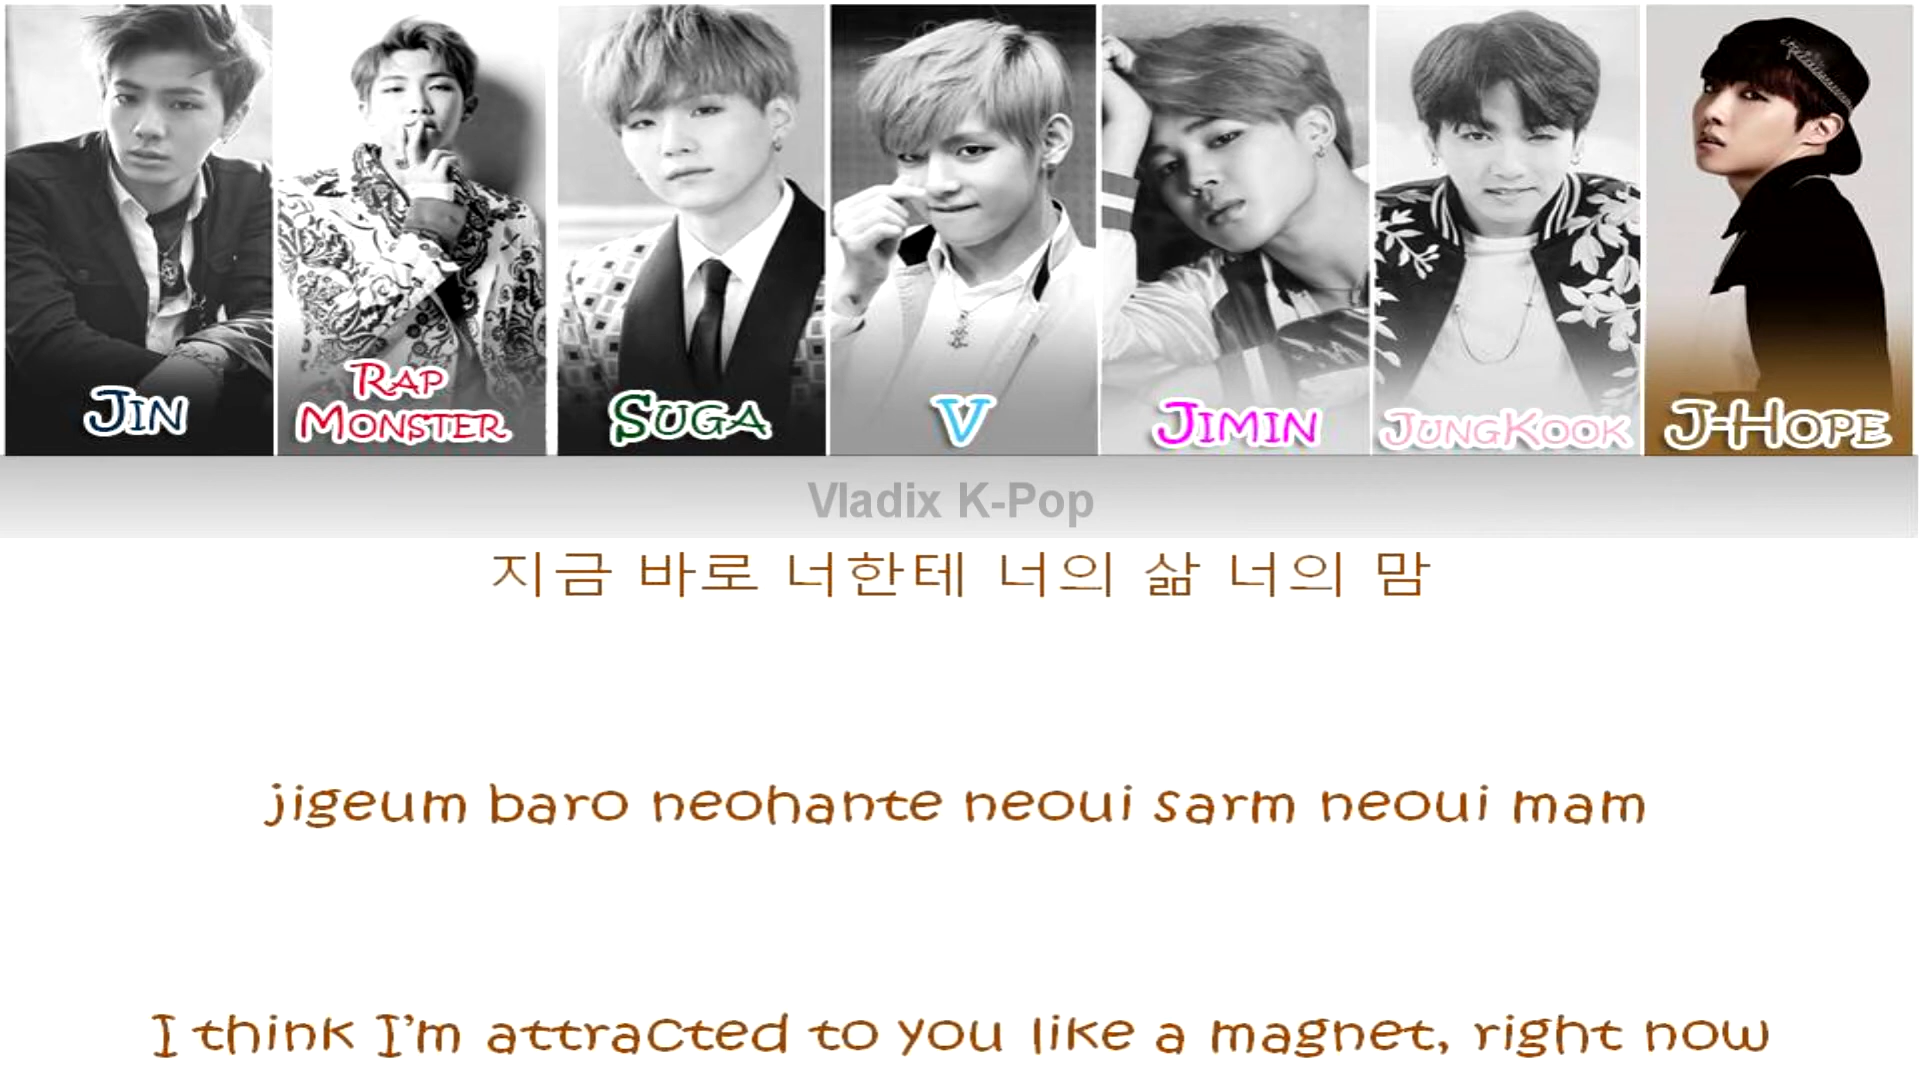 Jin
Rap Monster
Suga
V
Jimin
JungKook
J-Hope
Vladix K-Pop
지금 바로 너한테 너의 삶 너의 맘
jigeum baro neohante neoui sarm neoui mam
I think I'm attracted to you like a magnet, right now